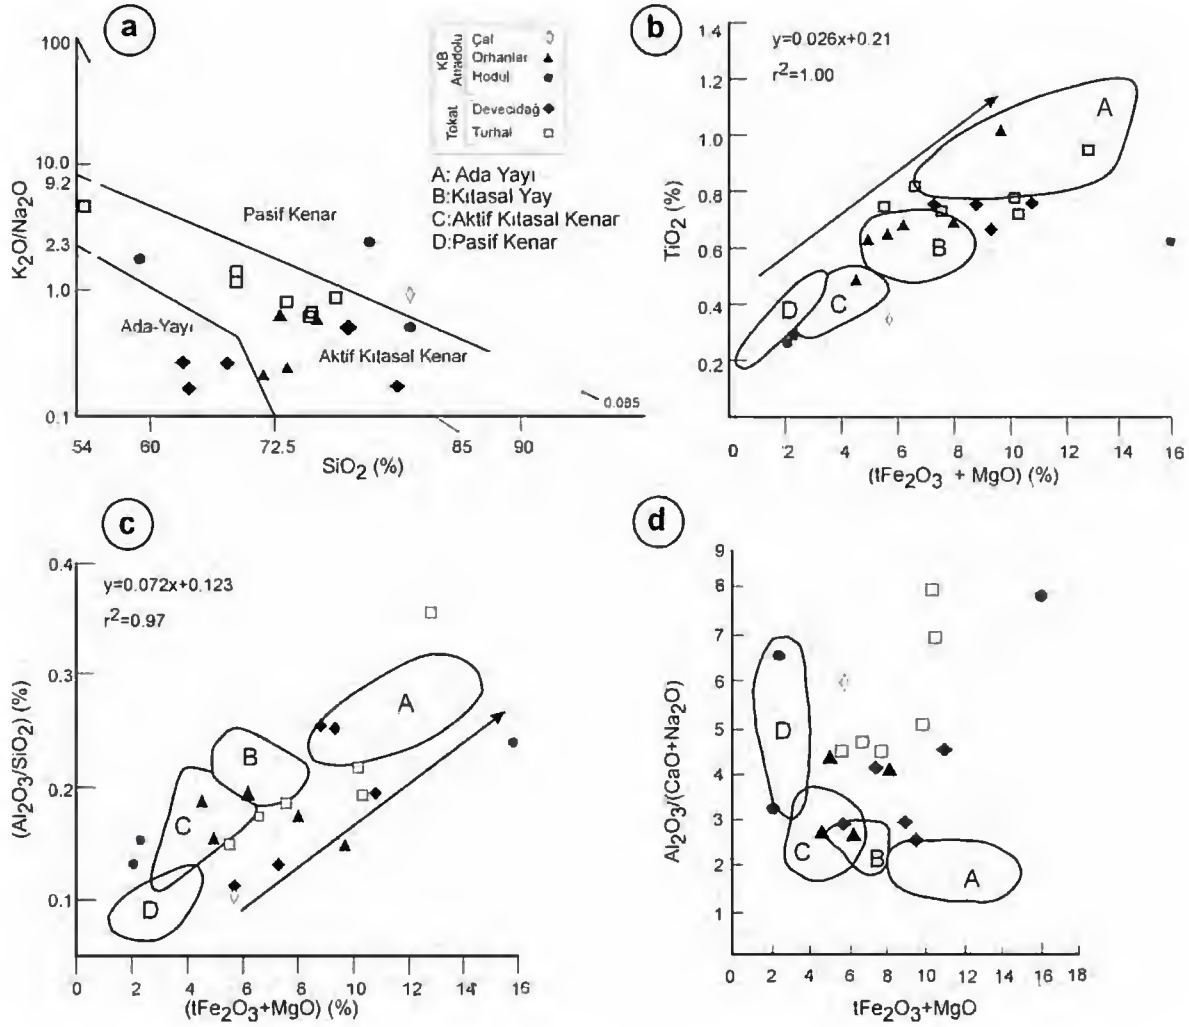 a
100
10.0
9.2
2.3
1.0
0.1
K2O/Na2O
54
60
72.5
85
90
SiO2 (%)
Pasif Kenar
Ada-Yayı
Aktif Kıtasal Kenar
0.085
KB Anadolu
Çal
Orhanlar
Hodul
Tokat
Devecidağ
Turhal
A: Ada Yayı
B:Kıtasal Yay
C:Aktif Kıtasal Kenar
D:Pasif Kenar
b
y=0.026x+0.21
r2=1.00
1.4
1.2
1.0
0.8
0.6
0.4
0.2
TiO2 (%)
A
B
C
D
0
2
4
6
8
10
12
14
16
(tFe2O3 + MgO) (%)
c
y=0.072x+0.123
r2=0.97
0.4
0.3
0.2
0.1
(Al2O3/SiO2) (%)
A
B
C
D
0
2
4
6
8
10
12
14
16
(tFe2O3+MgO) (%)
d
9
8
7
6
5
4
3
2
1
Al2O3/(CaO+Na2O)
D
C
B
A
0
2
4
6
8
10
12
14
16
18
tFe2O3+MgO